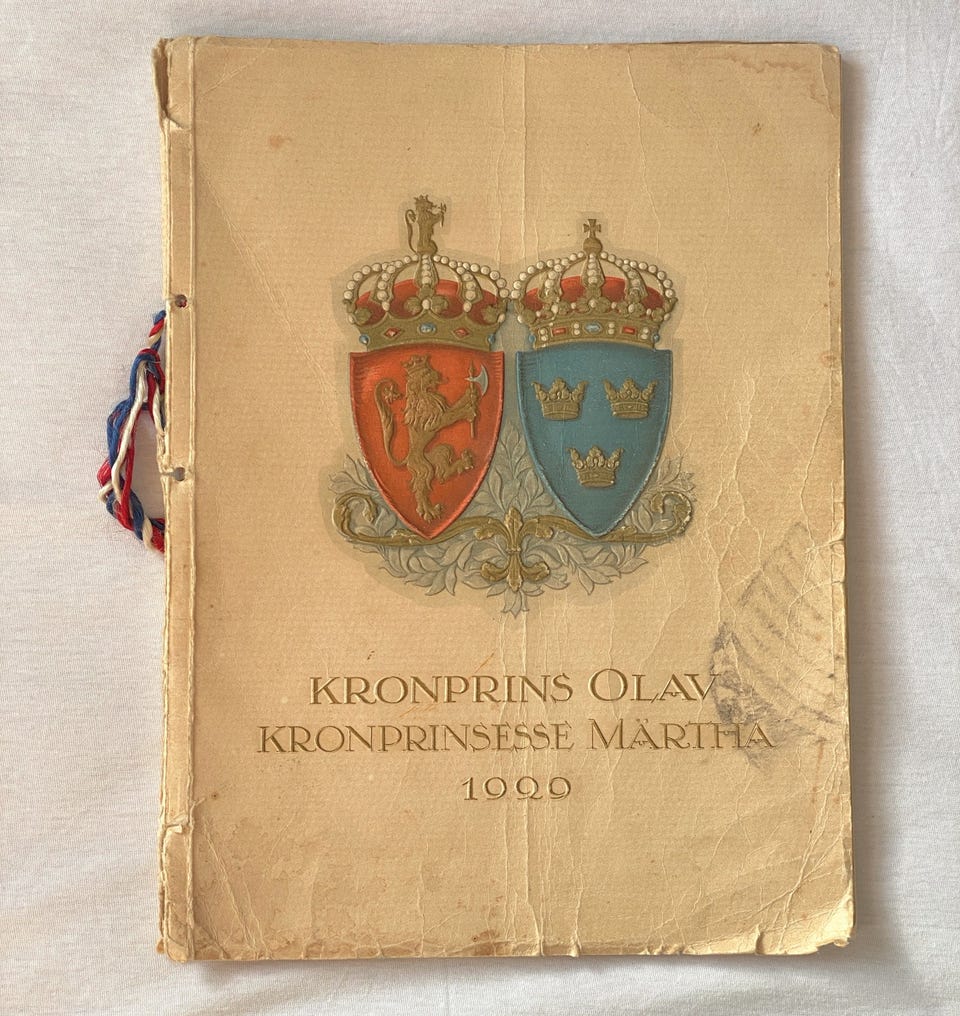 KRONPRINS OLAV
KRONPRINSESSE MÄRTHA
1929